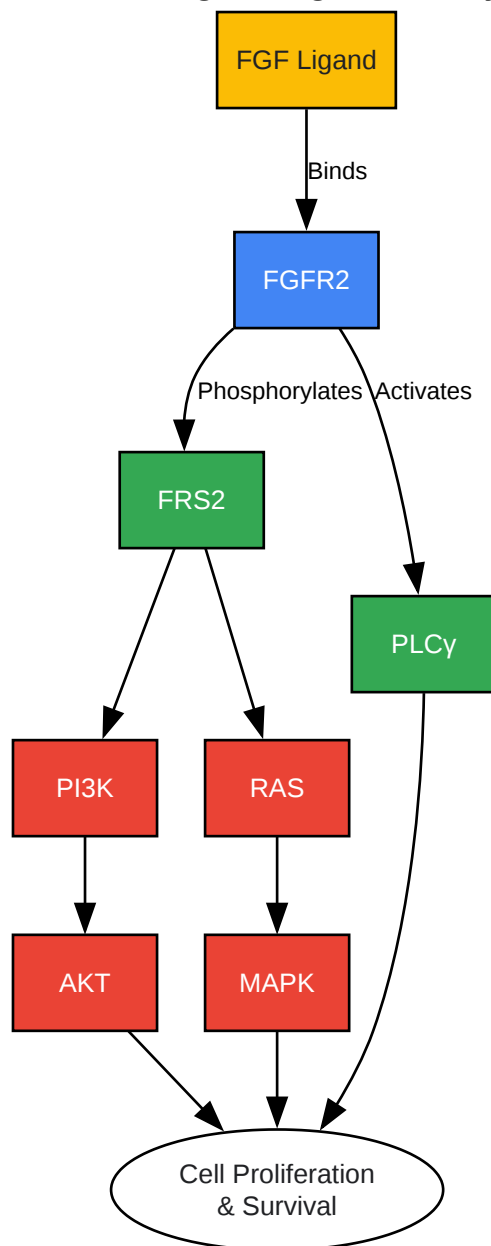 FGF Ligand
Binds
FGFR2
Phosphorylates
Activates
FRS2
PLCγ
PI3K
RAS
AKT
MAPK
Cell Proliferation
& Survival